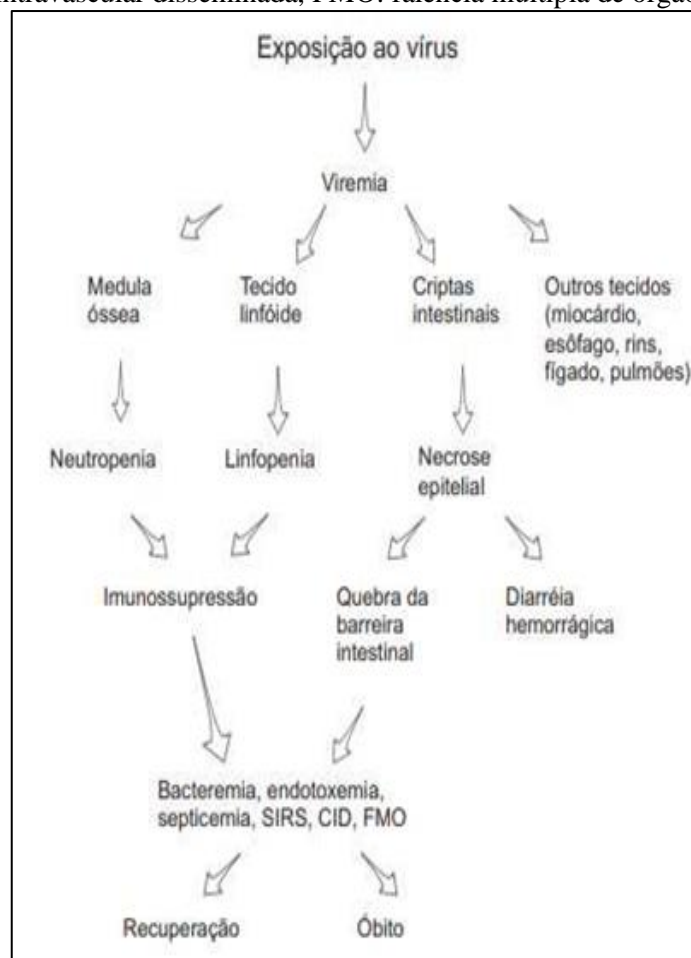 intravascular disseminada, FMO: falência múltipla de órgão
Exposição ao vírus
Viremia
Medula
óssea
Tecido
linfóide
Criptas
intestinais
Outros tecidos
(miocárdio,
esôfago, rins,
fígado, pulmões)
Neutropenia
Linfopenia
Necrose
epitelial
Imunossupressão
Quebra da
barreira
intestinal
Diarréia
hemorrágica
Bacteremia, endotoxemia,
septicemia, SIRS, CID, FMO
Recuperação
Óbito